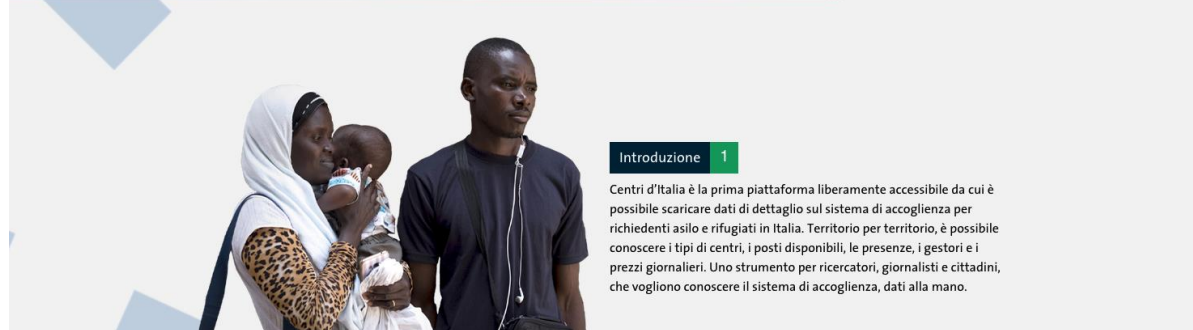 Introduzione 1
Centri d'Italia è la prima piattaforma liberamente accessibile da cui è
possibile scaricare dati di dettaglio sul sistema di accoglienza per
richiedenti asilo e rifugiati in Italia. Territorio per territorio, è possibile
conoscere i tipi di centri, i posti disponibili, le presenze, i gestori e i
prezzi giornalieri. Uno strumento per ricercatori, giornalisti e cittadini,
che vogliono conoscere il sistema di accoglienza, dati alla mano.